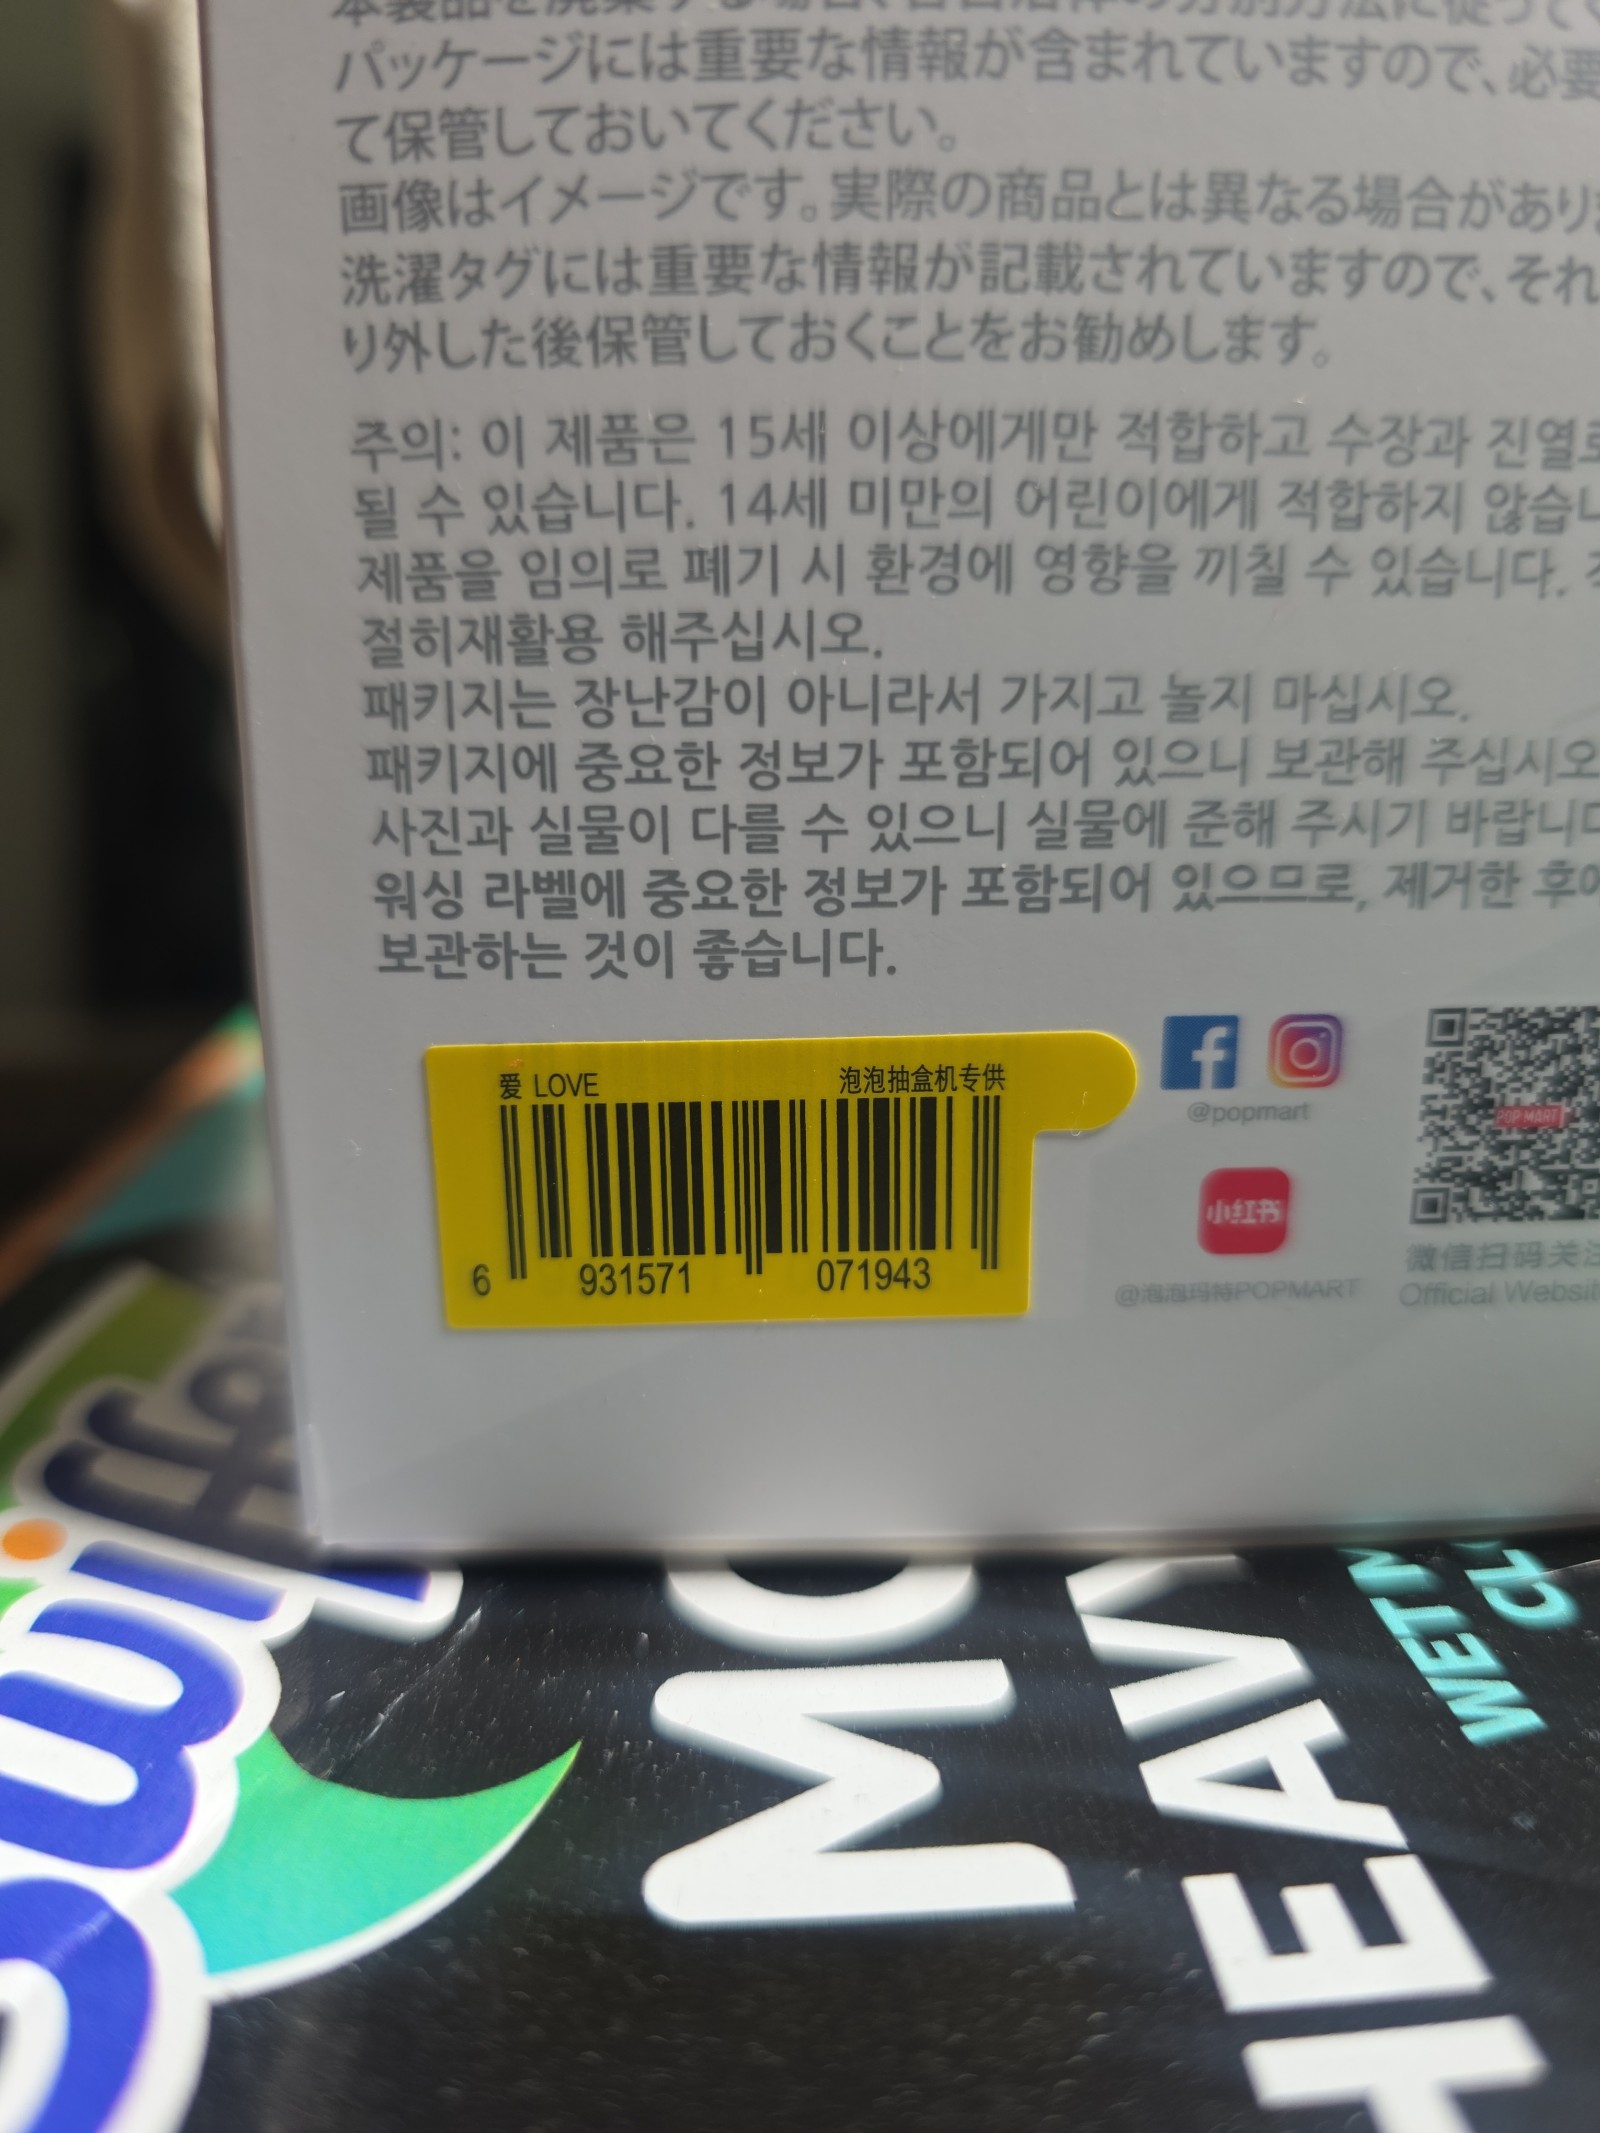 パッケージには重要な情報が含まれていますので、必要
て保管しておいてください。
画像はイメージです。実際の商品とは異なる場合があり
洗濯タグには重要な情報が記載されていますので、それ
り外した後保管しておくことをお勧めします。
주의: 이 제품은 15세 이상에게만 적합하고 수장과 진열로
될 수 있습니다. 14세 미만의 어린이에게 적합하지 않습니
제품을 임의로 폐기 시 환경에 영향을 끼칠 수 있습니다.
절히재활용 해주십시오.
패키지는 장난감이 아니라서 가지고 놀지 마십시오.
패키지에 중요한 정보가 포함되어 있으니 보관해 주십시오
사진과 실물이 다를 수 있으니 실물에 준해 주시기 바랍니다
워싱 라벨에 중요한 정보가 포함되어 있으므로, 제거한 후에
보관하는 것이 좋습니다.
爱 LOVE 泡泡抽盒机专供
6 931571 071943
@popmart
POP MART
小红书
@泡泡玛特POPMART
微信扫码关注
Official Website
Swiffer
WET M
CL
HEAV